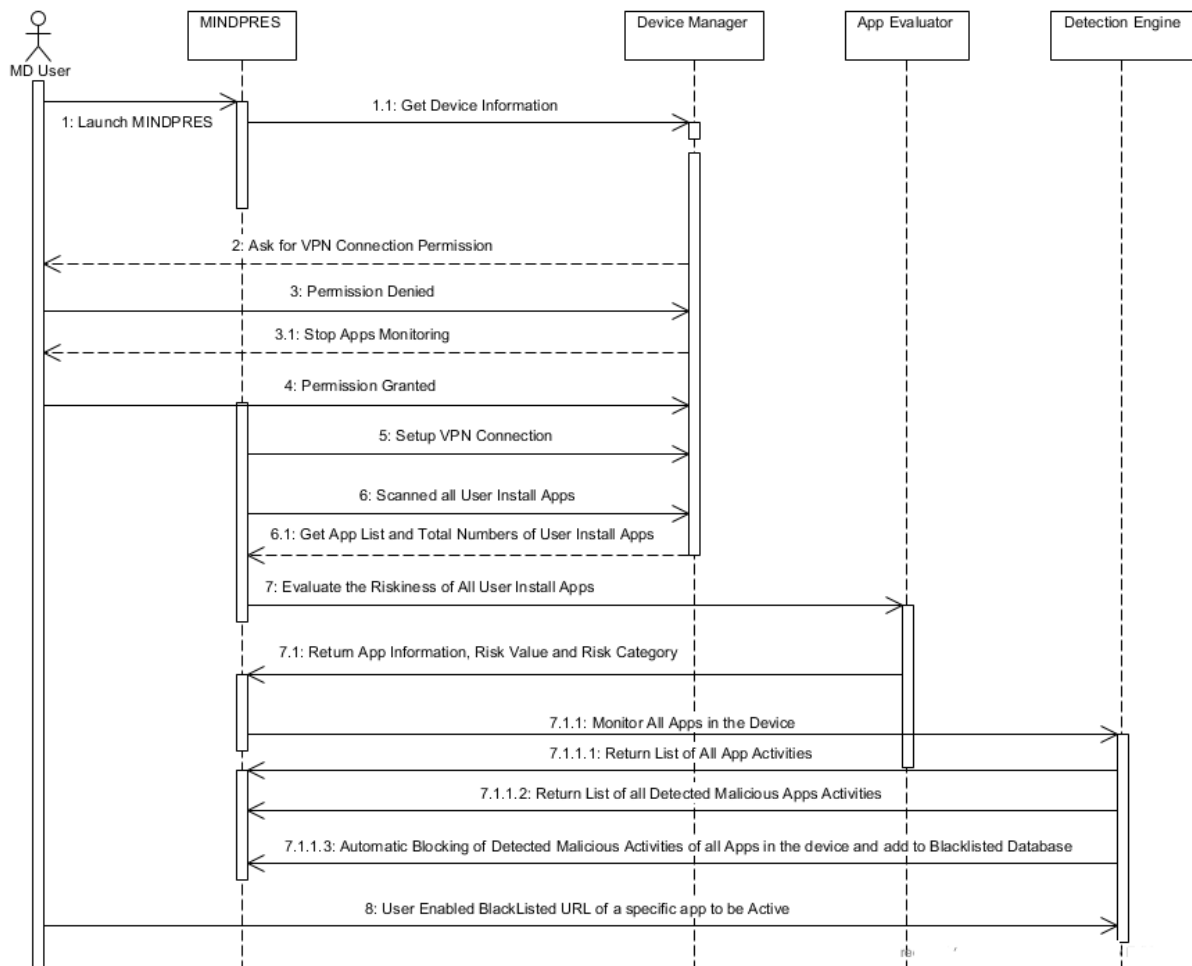 MINDPRES
Device Manager
App Evaluator
Detection Engine
MD User
1.1: Get Device Information
1: Launch MINDPRES
2: Ask for VPN Connection Permission
3: Permission Denied
3.1: Stop Apps Monitoring
4: Permission Granted
5: Setup VPN Connection
6: Scanned all User Install Apps
6.1: Get App List and Total Numbers of User Install Apps
7: Evaluate the Riskiness of All User Install Apps
7.1: Return App Information, Risk Value and Risk Category
7.1.1: Monitor All Apps in the Device
7.1.1.1: Return List of All App Activities
7.1.1.2: Return List of all Detected Malicious Apps Activities
7.1.1.3: Automatic Blocking of Detected Malicious Activities of all Apps in the device and add to Blacklisted Database
8: User Enabled BlackListed URL of a specific app to be Active